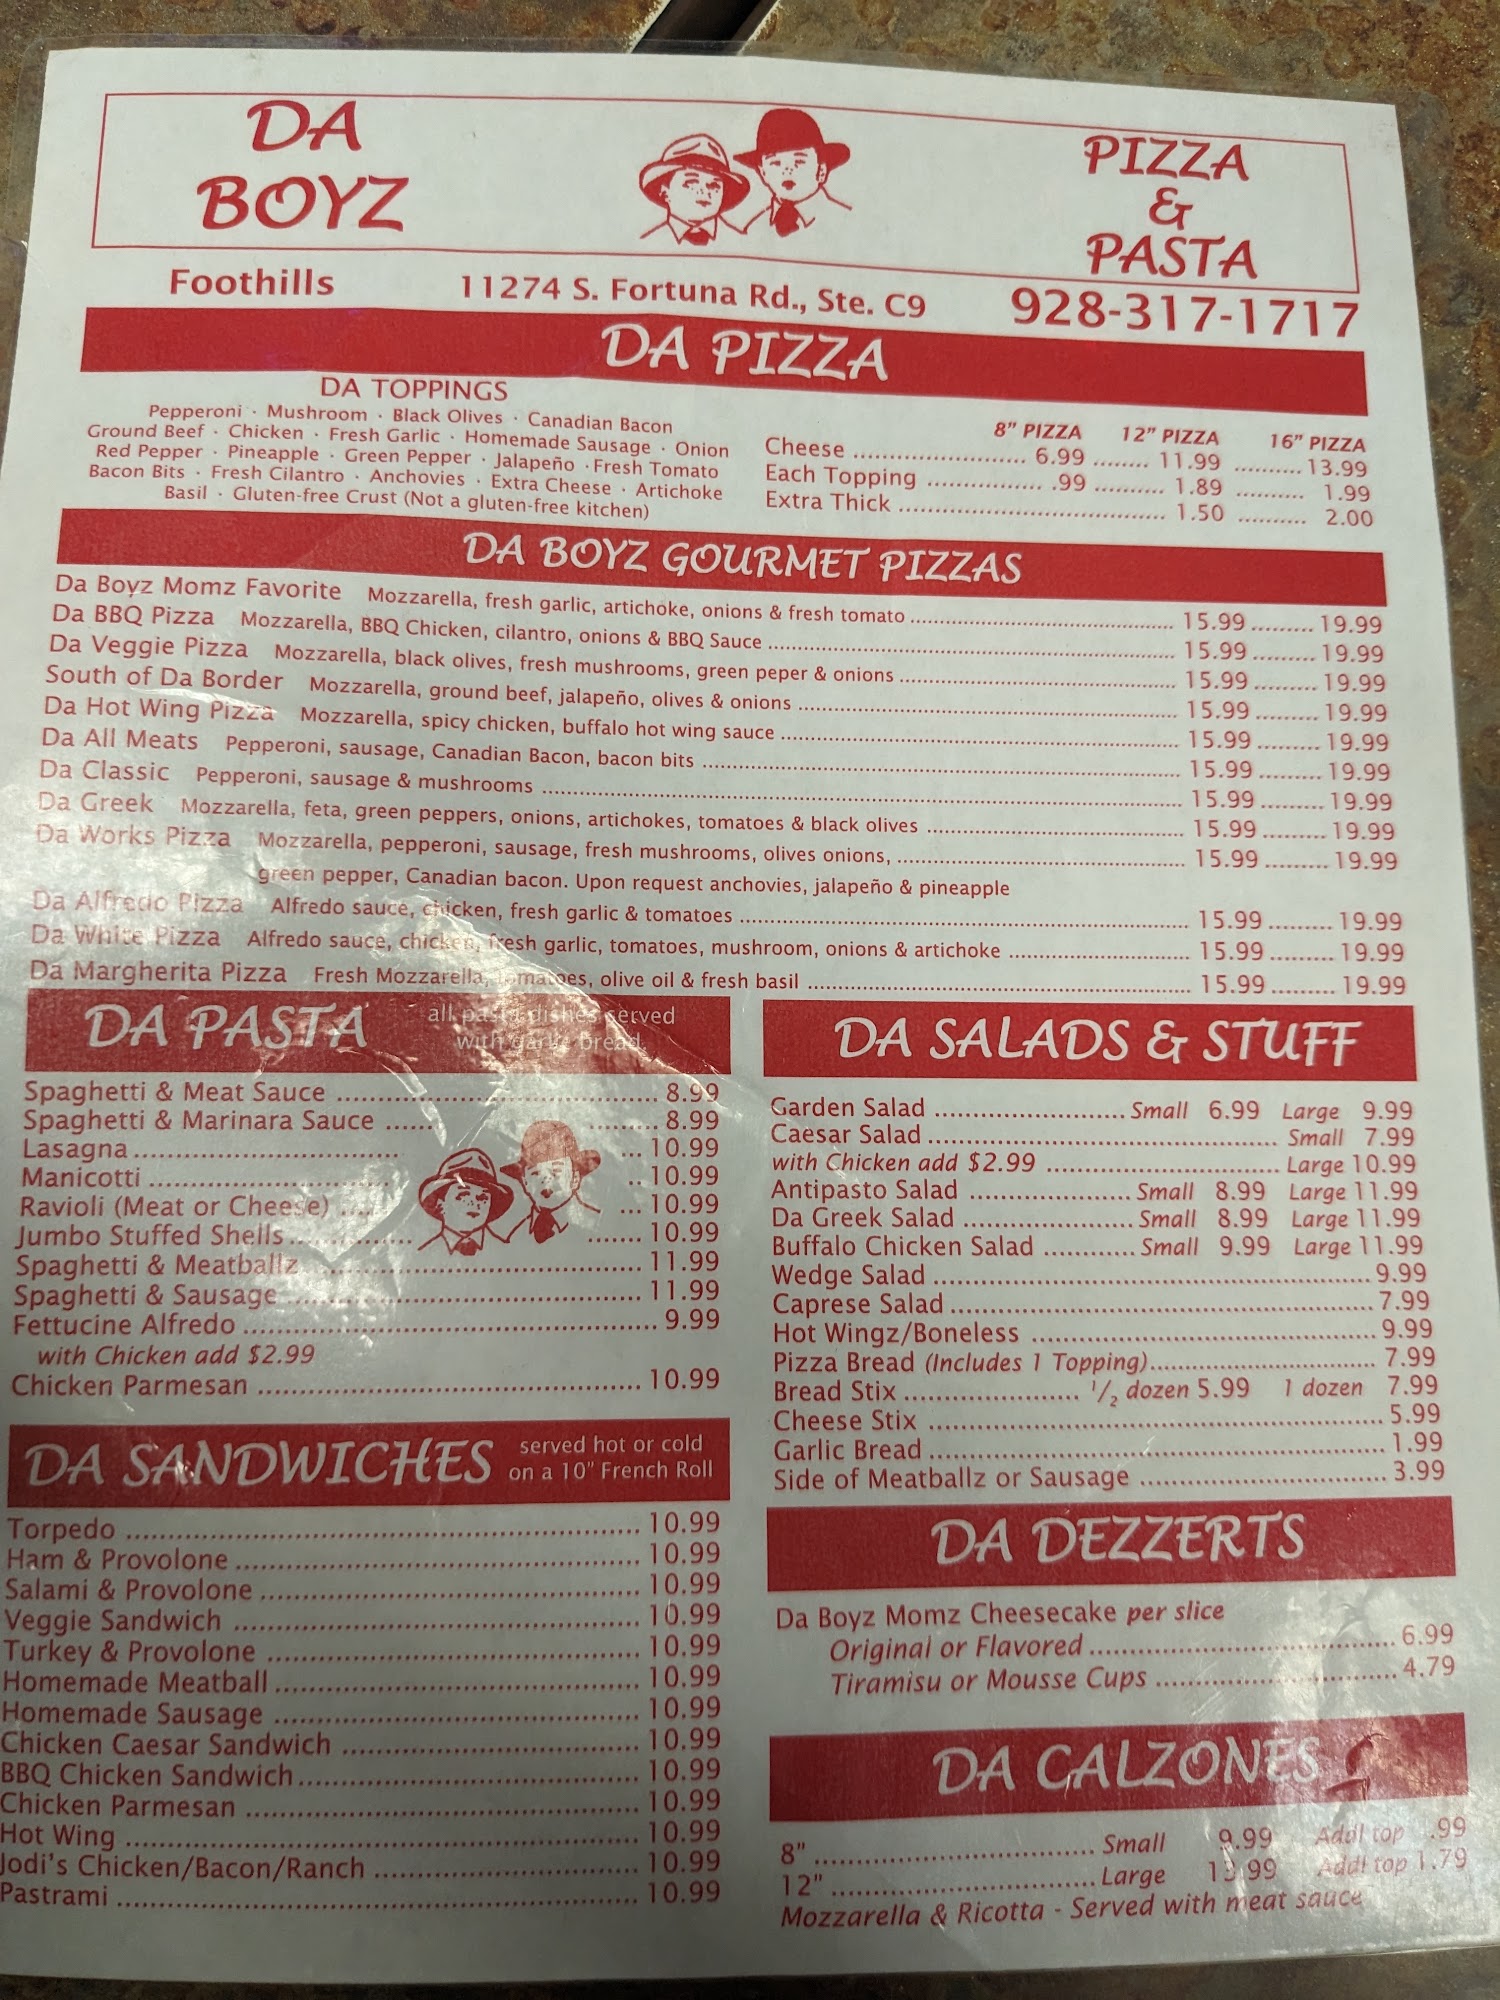 DA BOYZ
PIZZA & PASTA
Foothills 11274 S. Fortuna Rd., Ste. C9 928-317-1717
DA PIZZA
DA TOPPINGS
Pepperoni · Mushroom · Black Olives · Canadian Bacon
Ground Beef · Chicken · Fresh Garlic · Homemade Sausage · Onion
Red Pepper · Pineapple · Green Pepper · Jalapeño · Fresh Tomato
Bacon Bits · Fresh Cilantro · Anchovies · Extra Cheese · Artichoke
Basil · Gluten-free Crust (Not a gluten-free kitchen)
8" PIZZA 12" PIZZA 16" PIZZA
Cheese 6.99 11.99 13.99
Each Topping .99 1.89 1.99
Extra Thick 1.50 2.00
DA BOYZ GOURMET PIZZAS
Da Boyz Momz Favorite Mozzarella, fresh garlic, artichoke, onions & fresh tomato 15.99 19.99
Da BBQ Pizza Mozzarella, BBQ Chicken, cilantro, onions & BBQ Sauce 15.99 19.99
Da Veggie Pizza Mozzarella, black olives, fresh mushrooms, green peper & onions 15.99 19.99
South of Da Border Mozzarella, ground beef, jalapeño, olives & onions 15.99 19.99
Da Hot Wing Pizza Mozzarella, spicy chicken, buffalo hot wing sauce 15.99 19.99
Da All Meats Pepperoni, sausage, Canadian Bacon, bacon bits 15.99 19.99
Da Classic Pepperoni, sausage & mushrooms 15.99 19.99
Da Greek Mozzarella, feta, green peppers, onions, artichokes, tomatoes & black olives 15.99 19.99
Da Works Pizza Mozzarella, pepperoni, sausage, fresh mushrooms, olives onions, 15.99 19.99
green pepper, Canadian bacon. Upon request anchovies, jalapeño & pineapple
Da Alfredo Pizza Alfredo sauce, chicken, fresh garlic & tomatoes 15.99 19.99
Da White Pizza Alfredo sauce, chicken, fresh garlic, tomatoes, mushroom, onions & artichoke 15.99 19.99
Da Margherita Pizza Fresh Mozzarella, tomatoes, olive oil & fresh basil 15.99 19.99
DA PASTA all pasta dishes served
with garlic bread.
Spaghetti & Meat Sauce 8.99
Spaghetti & Marinara Sauce 8.99
Lasagna 10.99
Manicotti 10.99
Ravioli (Meat or Cheese) 10.99
Jumbo Stuffed Shells 10.99
Spaghetti & Meatballz 11.99
Spaghetti & Sausage 11.99
Fettucine Alfredo 9.99
with Chicken add $2.99
Chicken Parmesan 10.99
DA SANDWICHES served hot or cold
on a 10" French Roll
Torpedo 10.99
Ham & Provolone 10.99
Salami & Provolone 10.99
Veggie Sandwich 10.99
Turkey & Provolone 10.99
Homemade Meatball 10.99
Homemade Sausage 10.99
Chicken Caesar Sandwich 10.99
BBQ Chicken Sandwich 10.99
Chicken Parmesan 10.99
Hot Wing 10.99
Jodi's Chicken/Bacon/Ranch 10.99
Pastrami 10.99
DA SALADS & STUFF
Garden Salad Small 6.99 Large 9.99
Caesar Salad Small 7.99
with Chicken add $2.99 Large 10.99
Antipasto Salad Small 8.99 Large 11.99
Da Greek Salad Small 8.99 Large 11.99
Buffalo Chicken Salad Small 9.99 Large 11.99
Wedge Salad 9.99
Caprese Salad 7.99
Hot Wingz/Boneless 9.99
Pizza Bread (Includes 1 Topping) 7.99
Bread Stix 1/2 dozen 5.99 1 dozen 7.99
Cheese Stix 5.99
Garlic Bread 1.99
Side of Meatballz or Sausage 3.99
DA DEZZERTS
Da Boyz Momz Cheesecake per slice
Original or Flavored 6.99
Tiramisu or Mousse Cups 4.79
DA CALZONES
8" Small 9.99 Addl top .99
12" Large 13.99 Addl top 1.79
Mozzarella & Ricotta - Served with meat sauce